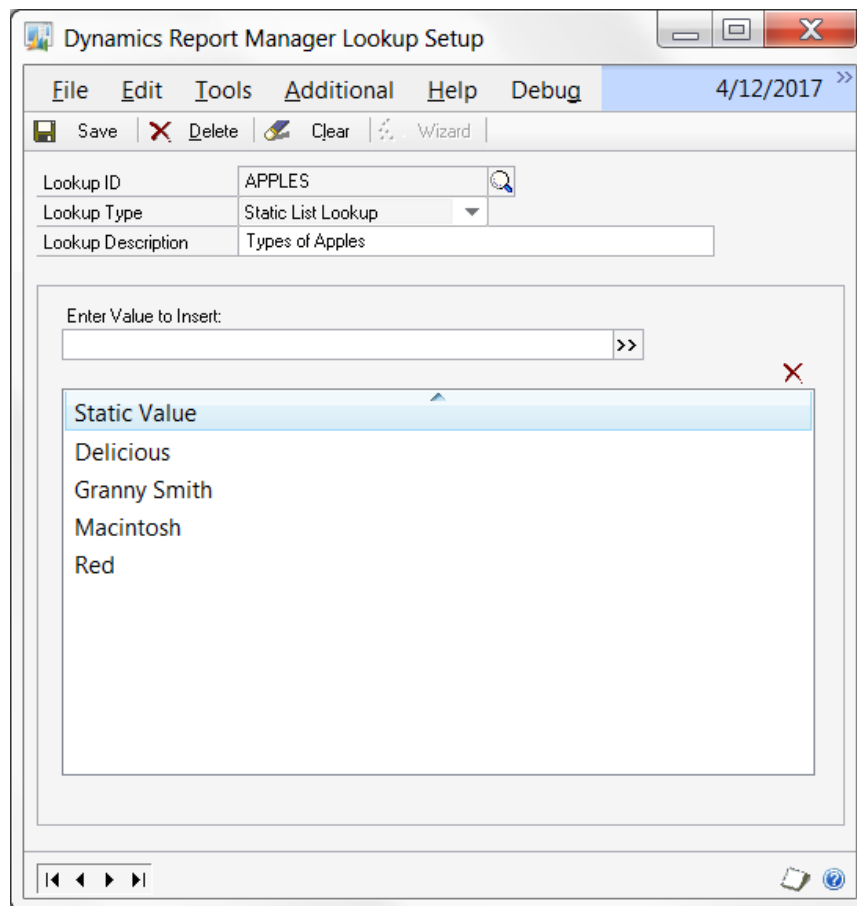 Dynamics Report Manager Lookup Setup
File Edit Tools Additional Help Debug 4/12/2017 »
Save Delete Clear Wizard
Lookup ID APPLES
Lookup Type Static List Lookup
Lookup Description Types of Apples
Enter Value to Insert:
>>
Static Value
Delicious
Granny Smith
Macintosh
Red